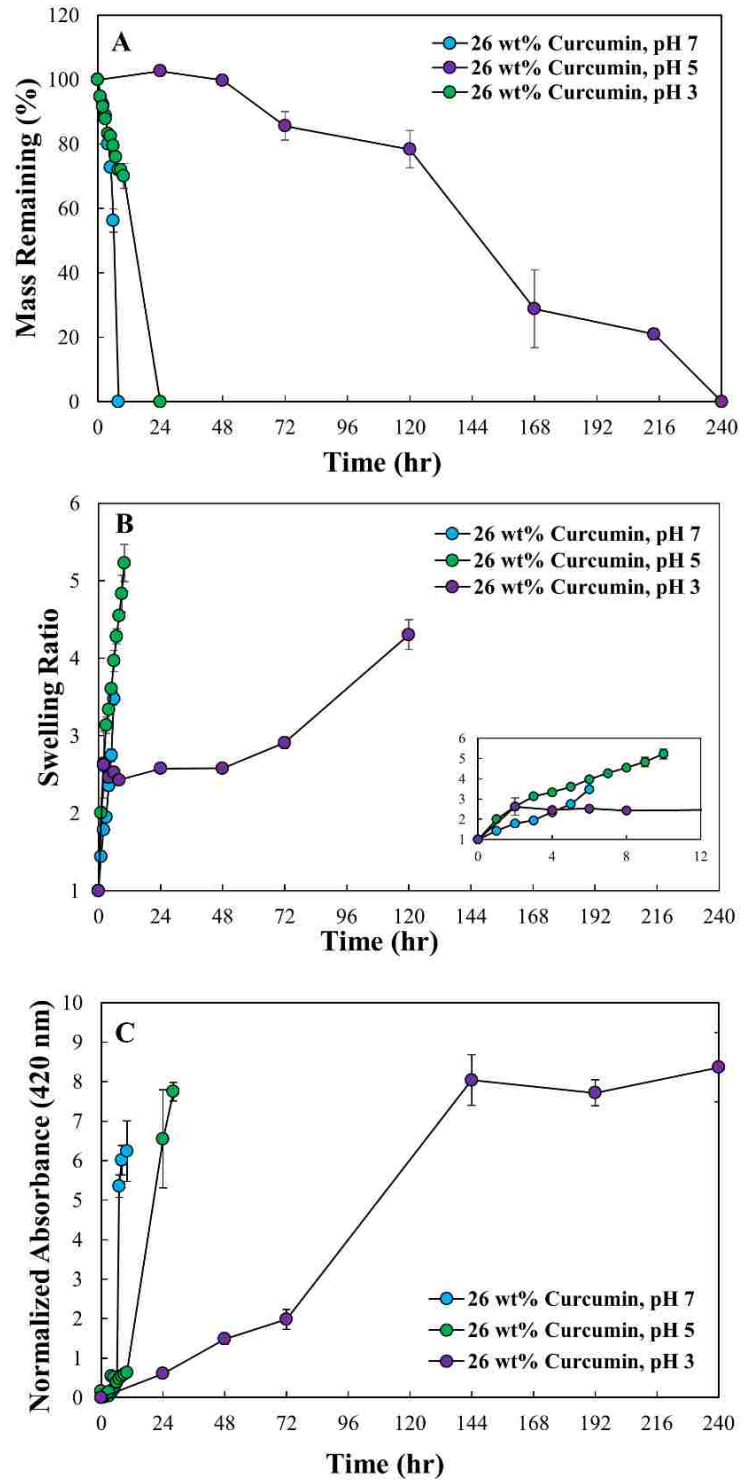 A
26 wt% Curcumin, pH 7
26 wt% Curcumin, pH 5
26 wt% Curcumin, pH 3
Mass Remaining (%)
120
100
80
60
40
20
0
0 24 48 72 96 120 144 168 192 216 240
Time (hr)
B
26 wt% Curcumin, pH 7
26 wt% Curcumin, pH 5
26 wt% Curcumin, pH 3
Swelling Ratio
6
5
4
3
2
1
6
5
4
3
2
1
0 4 8 12
0 24 48 72 96 120 144 168 192 216 240
Time (hr)
C
Normalized Absorbance (420 nm)
10
9
8
7
6
5
4
3
2
1
0
26 wt% Curcumin, pH 7
26 wt% Curcumin, pH 5
26 wt% Curcumin, pH 3
0 24 48 72 96 120 144 168 192 216 240
Time (hr)